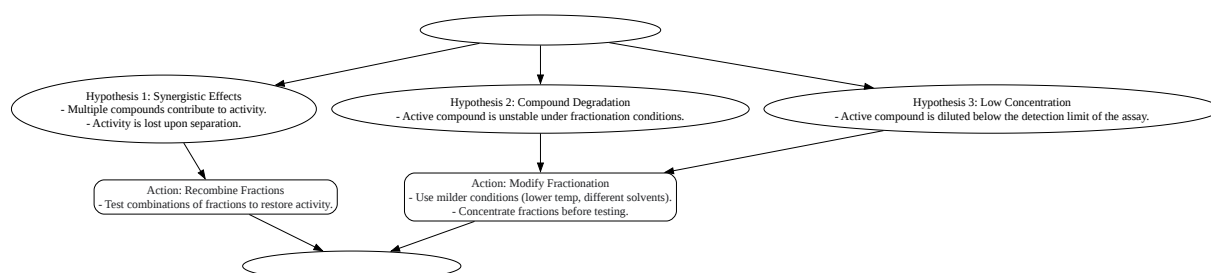 Hypothesis 1: Synergistic Effects
- Multiple compounds contribute to activity.
- Activity is lost upon separation.
Hypothesis 2: Compound Degradation
- Active compound is unstable under fractionation conditions.
Hypothesis 3: Low Concentration
- Active compound is diluted below the detection limit of the assay.
Action: Recombine Fractions
- Test combinations of fractions to restore activity.
Action: Modify Fractionation
- Use milder conditions (lower temp, different solvents).
- Concentrate fractions before testing.